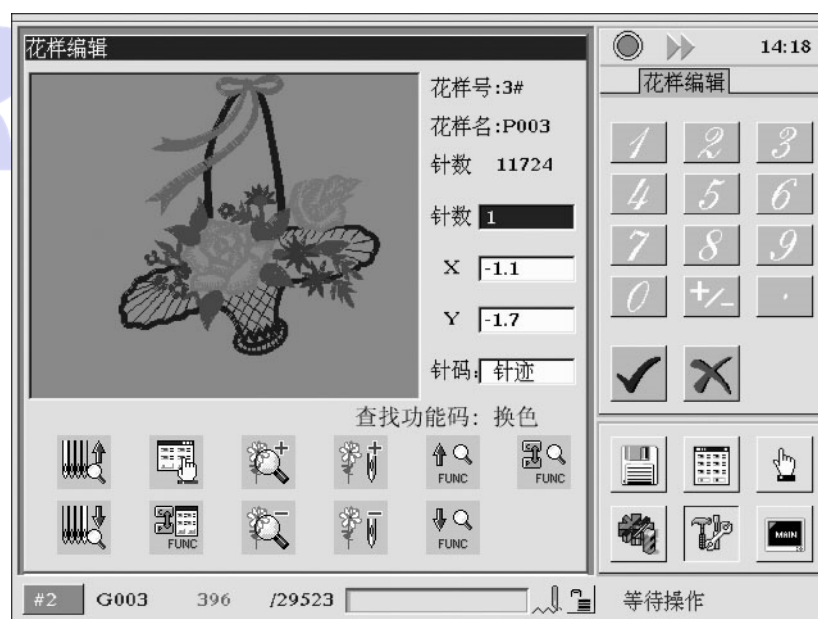 花样编辑
14:18
花样编辑
花样号:3#
花样名:P003
针数 11724
针数 1
X -1.1
Y -1.7
针码: 针迹
查找功能码: 换色
1 2 3
4 5 6
7 8 9
0 +/- .
FUNC
FUNC
FUNC
FUNC
MAIN
#2 G003 396 /29523
等待操作